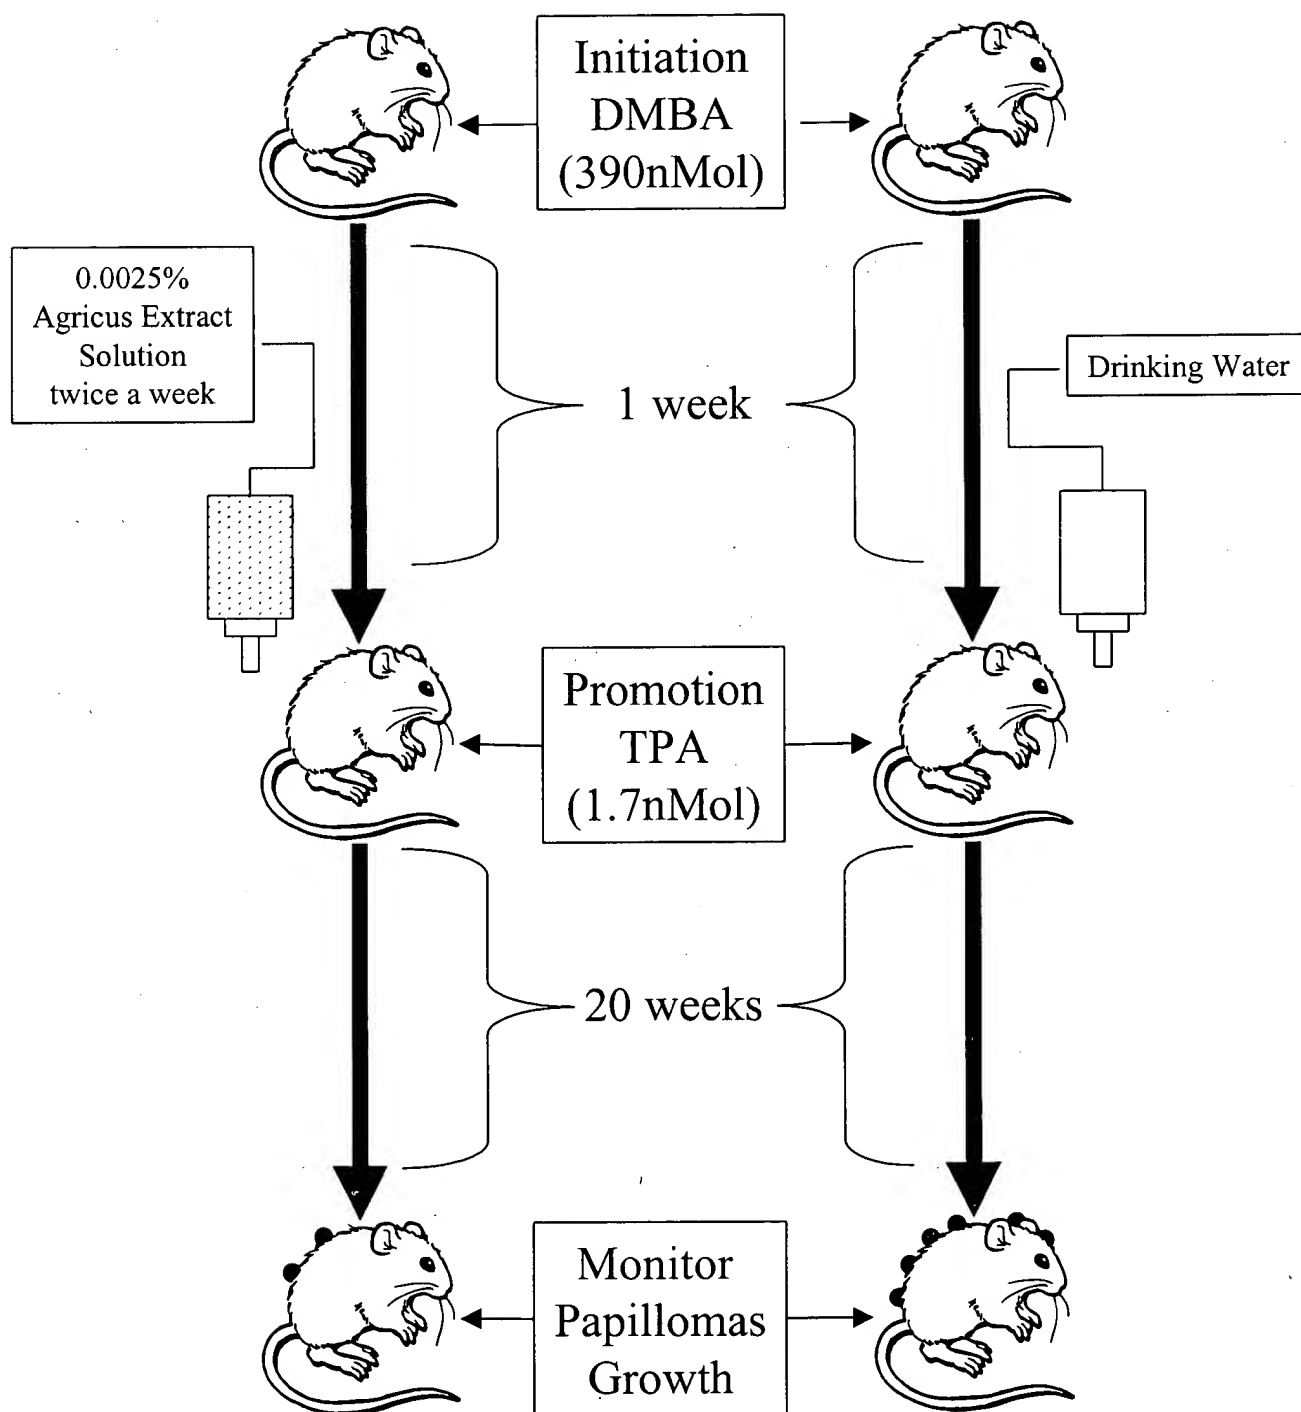 Initiation
DMBA
(390nMol)
0.0025%
Agricus Extract
Solution
twice a week
1 week
Drinking Water
Promotion
TPA
(1.7nMol)
20 weeks
Monitor
Papillomas
Growth